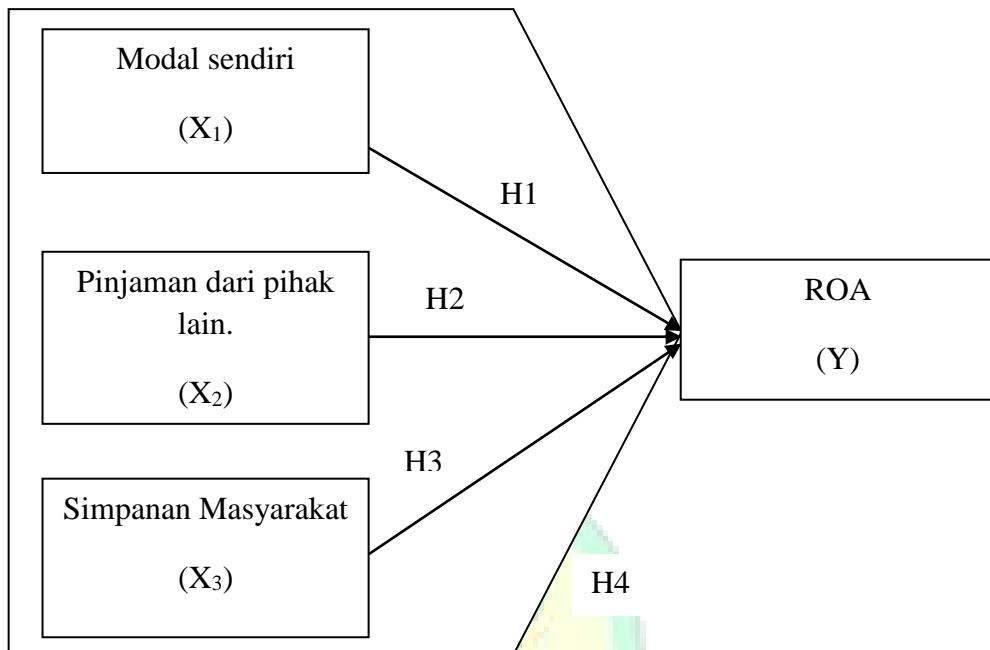 Modal sendiri
(X₁)
H1
Pinjaman dari pihak
lain.
(X₂)
H2
ROA
(Y)
H3
Simpanan Masyarakat
(X₃)
H4